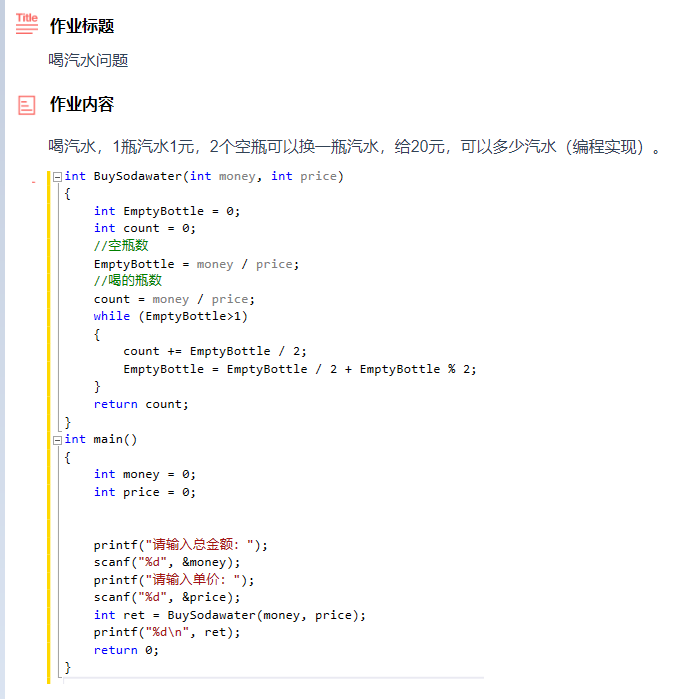 Title
作业标题
喝汽水问题
作业内容
喝汽水，1瓶汽水1元，2个空瓶可以换一瓶汽水，给20元，可以多少汽水（编程实现）。
int BuySodawater(int money, int price)
{
int EmptyBottle = 0;
int count = 0;
//空瓶数
EmptyBottle = money / price;
//喝的瓶数
count = money / price;
while (EmptyBottle>1)
{
count += EmptyBottle / 2;
EmptyBottle = EmptyBottle / 2 + EmptyBottle % 2;
}
return count;
}
int main()
{
int money = 0;
int price = 0;
printf("请输入总金额：");
scanf("%d", &money);
printf("请输入单价：");
scanf("%d", &price);
int ret = BuySodawater(money, price);
printf("%d\n", ret);
return 0;
}